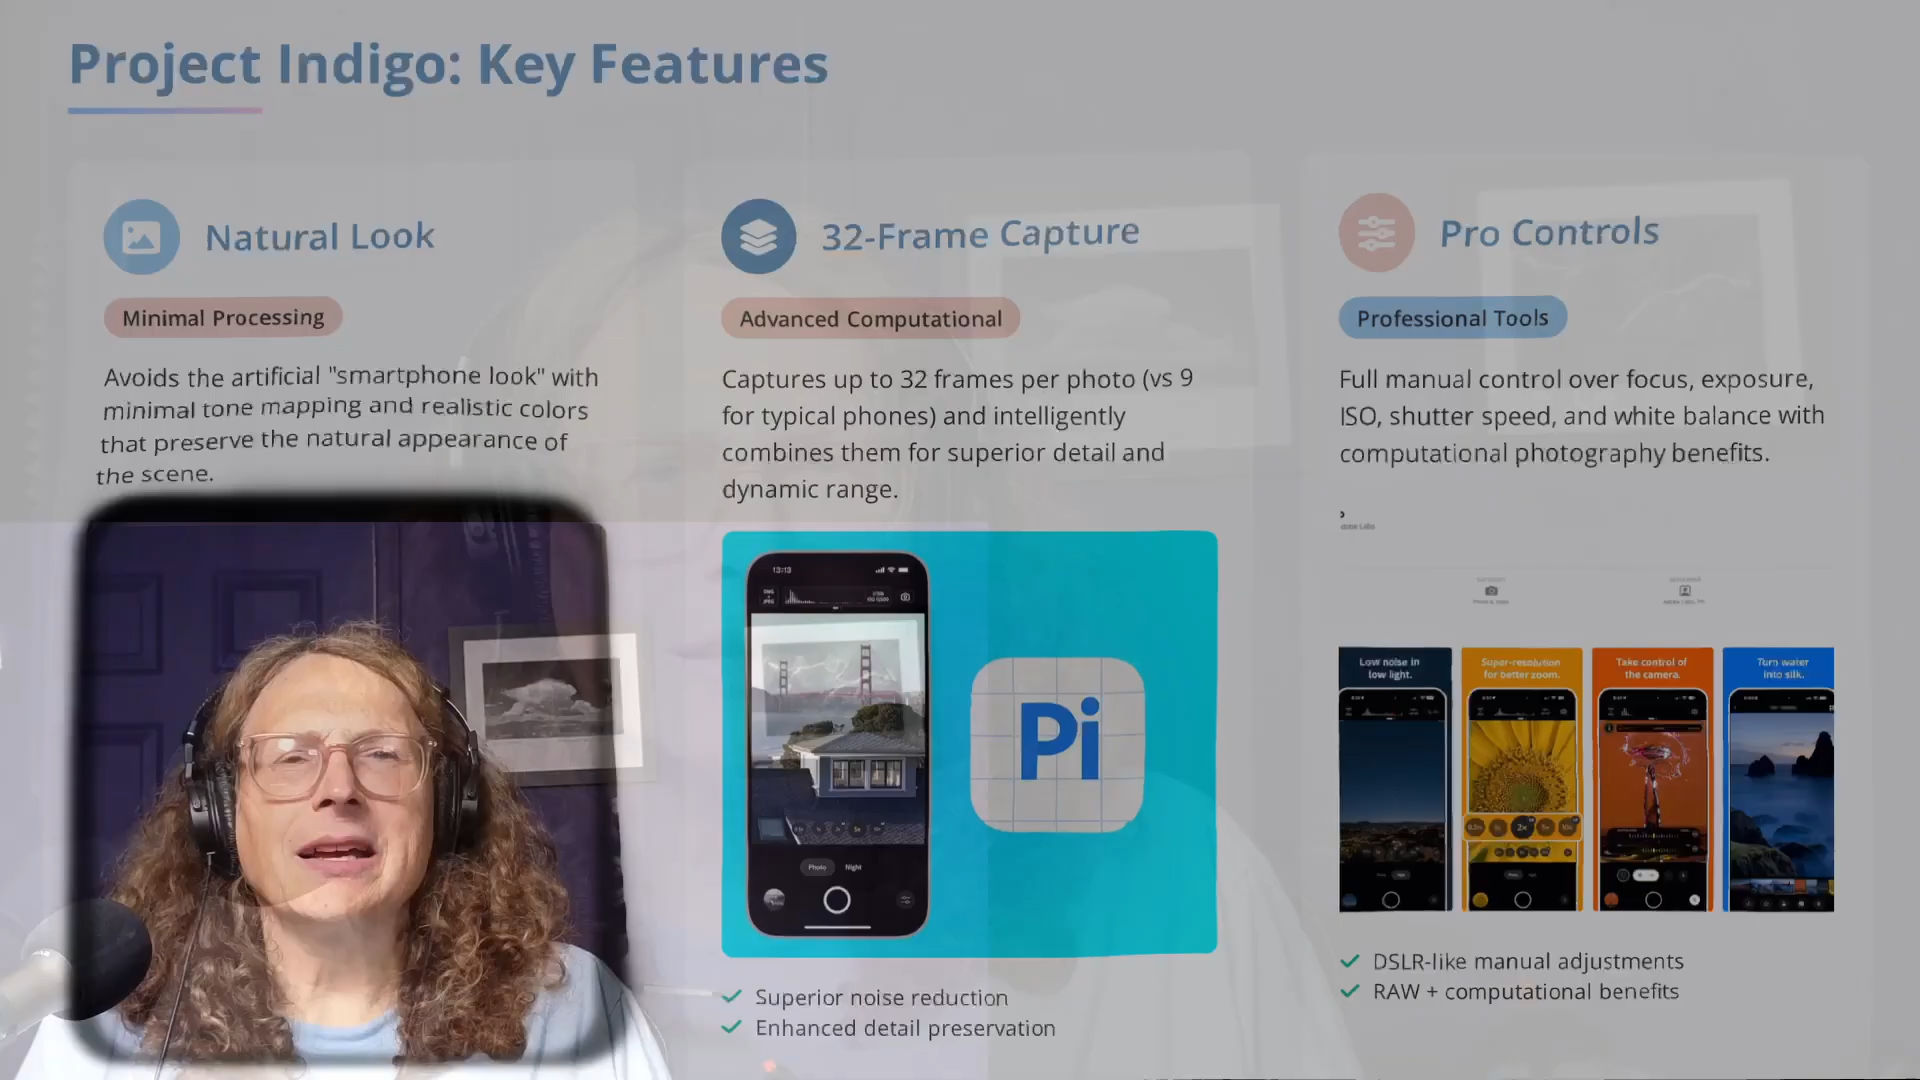 Project Indigo: Key Features
Natural Look
Minimal Processing
Avoids the artificial "smartphone look" with
minimal tone mapping and realistic colors
that preserve the natural appearance of
the scene.
32-Frame Capture
Advanced Computational
Captures up to 32 frames per photo (vs 9
for typical phones) and intelligently
combines them for superior detail and
dynamic range.
13:13
Photo Night
Pi
Superior noise reduction
Enhanced detail preservation
Pro Controls
Professional Tools
Full manual control over focus, exposure,
ISO, shutter speed, and white balance with
computational photography benefits.
Low noise in
low light.
Super-resolution
for better zoom.
2x
Take control of
the camera.
Turn water
into silk.
DSLR-like manual adjustments
RAW + computational benefits